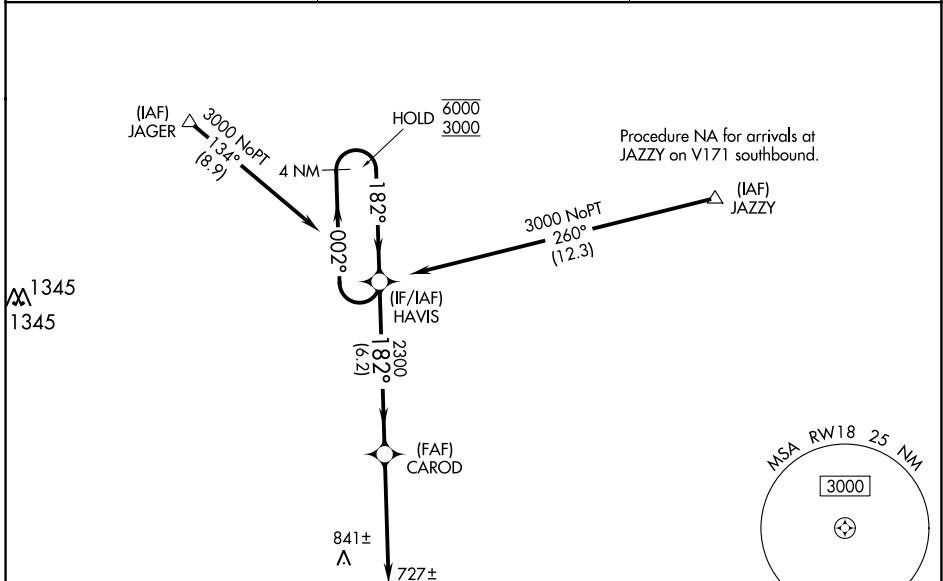 (IAF)
JAGER
3000 NoPT
134°
(8.9)
4 NM
HOLD
6000
3000
182°
002°
Procedure NA for arrivals at
JAZZY on V171 southbound.
(IAF)
JAZZY
3000 NoPT
260°
(12.3)
(IF/IAF)
HAVIS
1345
1345
2300
182°
(6.2)
(FAF)
CAROD
841±
727±
MSA RW18 25 NM
3000